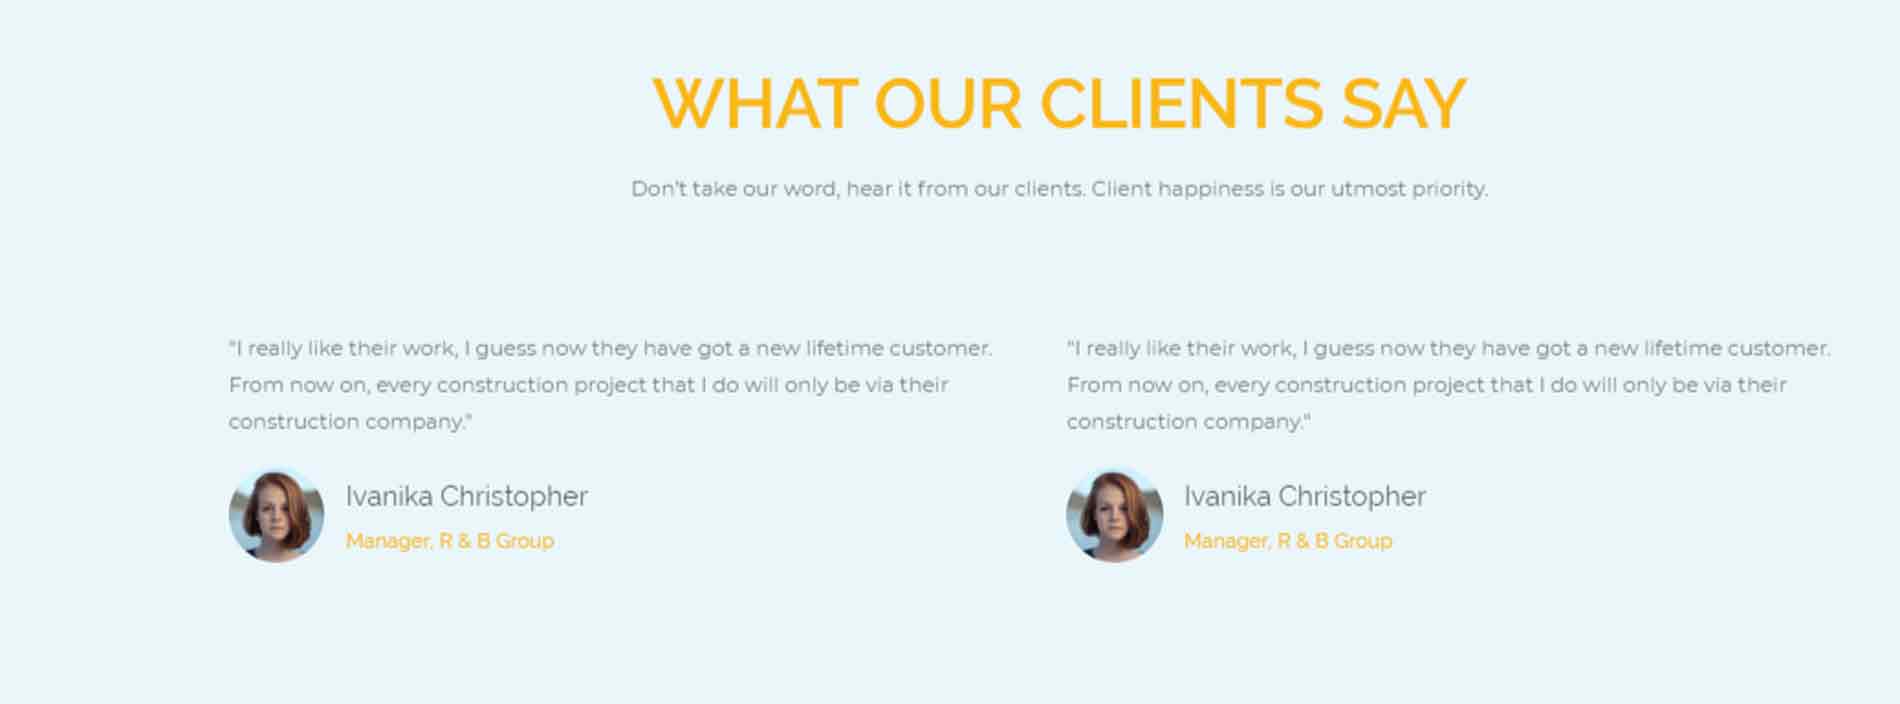 WHAT OUR CLIENTS SAY
Don't take our word, hear it from our clients. Client happiness is our utmost priority.
"I really like their work, I guess now they have got a new lifetime customer.
From now on, every construction project that I do will only be via their
construction company."
Ivanika Christopher
Manager, R & B Group
"I really like their work, I guess now they have got a new lifetime customer.
From now on, every construction project that I do will only be via their
construction company."
Ivanika Christopher
Manager, R & B Group